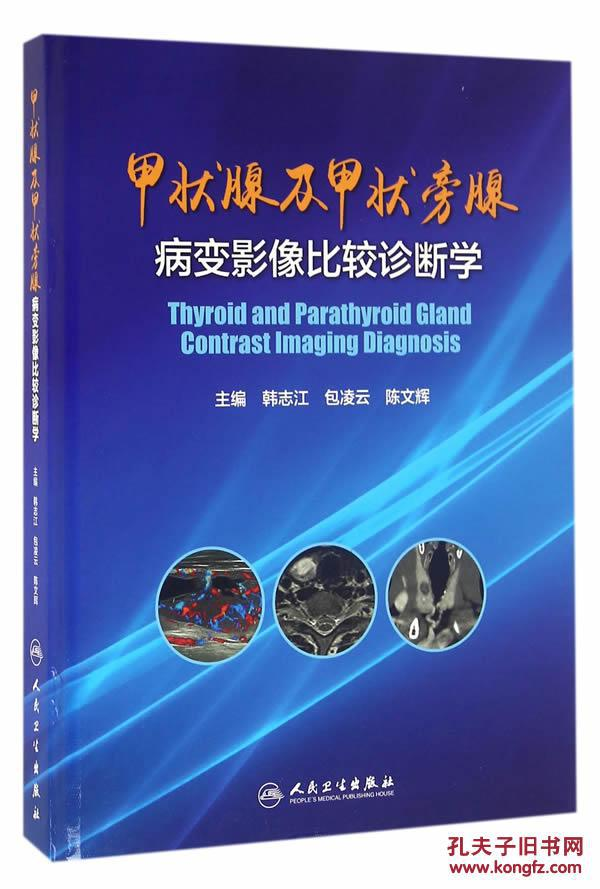 甲状腺及甲状旁腺
病变影像比较诊断学
Thyroid and Parathyroid Gland
Contrast Imaging Diagnosis
主编 韩志江 包凌云 陈文辉
人民卫生出版社
PEOPLE'S MEDICAL PUBLISHING HOUSE
甲状腺及甲状旁腺
病变影像比较诊断学
主编 韩志江 包凌云 陈文辉
人民卫生出版社
孔夫子旧书网
www.kongfz.com